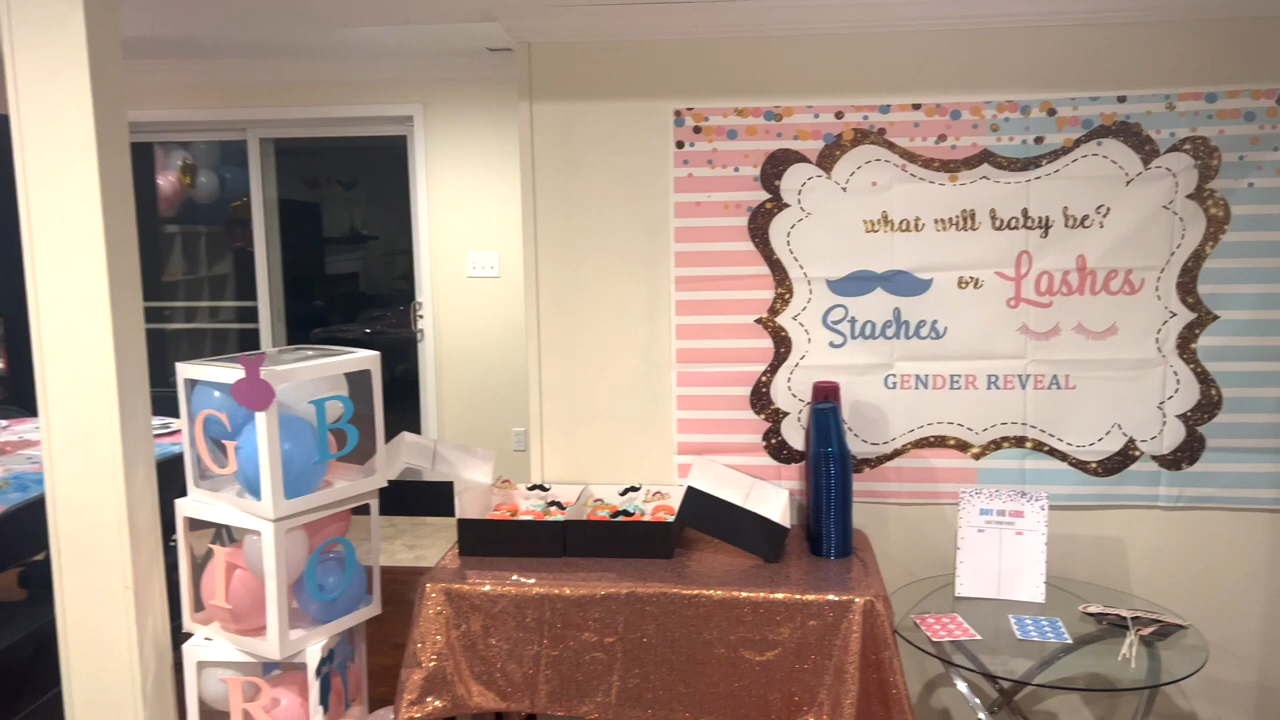 what will baby be?
or Lashes
Staches
GENDER REVEAL
G B
I O
R
BOY OR GIRL